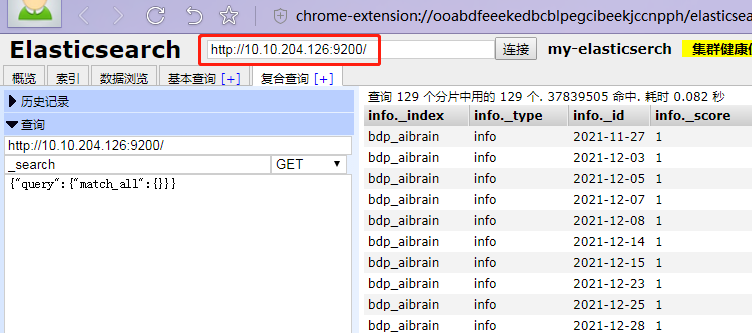 chrome-extension://ooabdfeeekedbcblpegcibeekjccnpph/elasticsea
Elasticsearch http://10.10.204.126:9200/ 连接 my-elasticserch 集群健康
概览 索引 数据浏览 基本查询 [+] 复合查询 [+]
历史记录
查询
http://10.10.204.126:9200/
_search GET
{"query":{"match_all":{}}}
查询 129 个分片中用的 129 个. 37839505 命中. 耗时 0.082 秒
info._index info._type info._id info._score
bdp_aibrain info 2021-11-27 1
bdp_aibrain info 2021-12-03 1
bdp_aibrain info 2021-12-05 1
bdp_aibrain info 2021-12-07 1
bdp_aibrain info 2021-12-08 1
bdp_aibrain info 2021-12-14 1
bdp_aibrain info 2021-12-15 1
bdp_aibrain info 2021-12-23 1
bdp_aibrain info 2021-12-25 1
bdp_aibrain info 2021-12-28 1